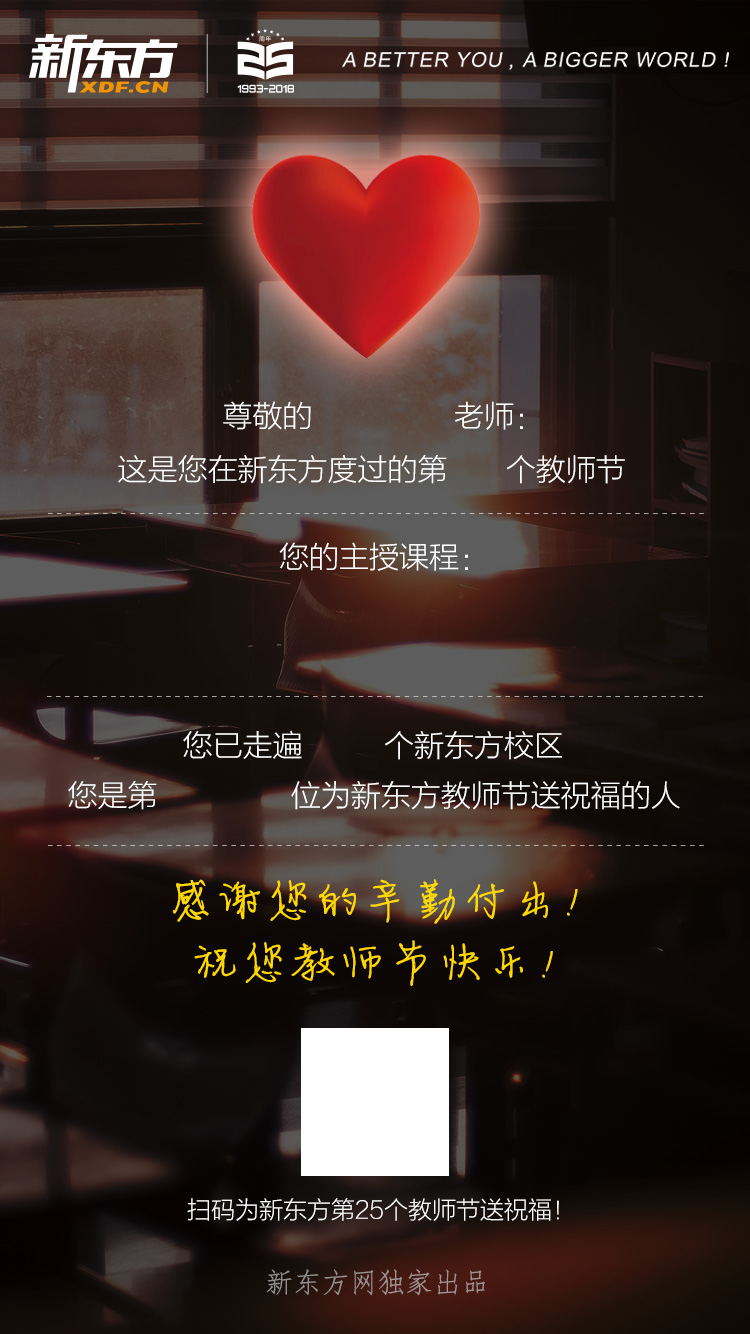 新东方 XDF.CN 周年 25 1993-2018 A BETTER YOU , A BIGGER WORLD !
尊敬的 老师:
这是您在新东方度过的第 个教师节
您的主授课程:
您已走遍 个新东方校区
您是第 位为新东方教师节送祝福的人
感谢您的辛勤付出!
祝您教师节快乐!
扫码为新东方第25个教师节送祝福!
新东方网独家出品